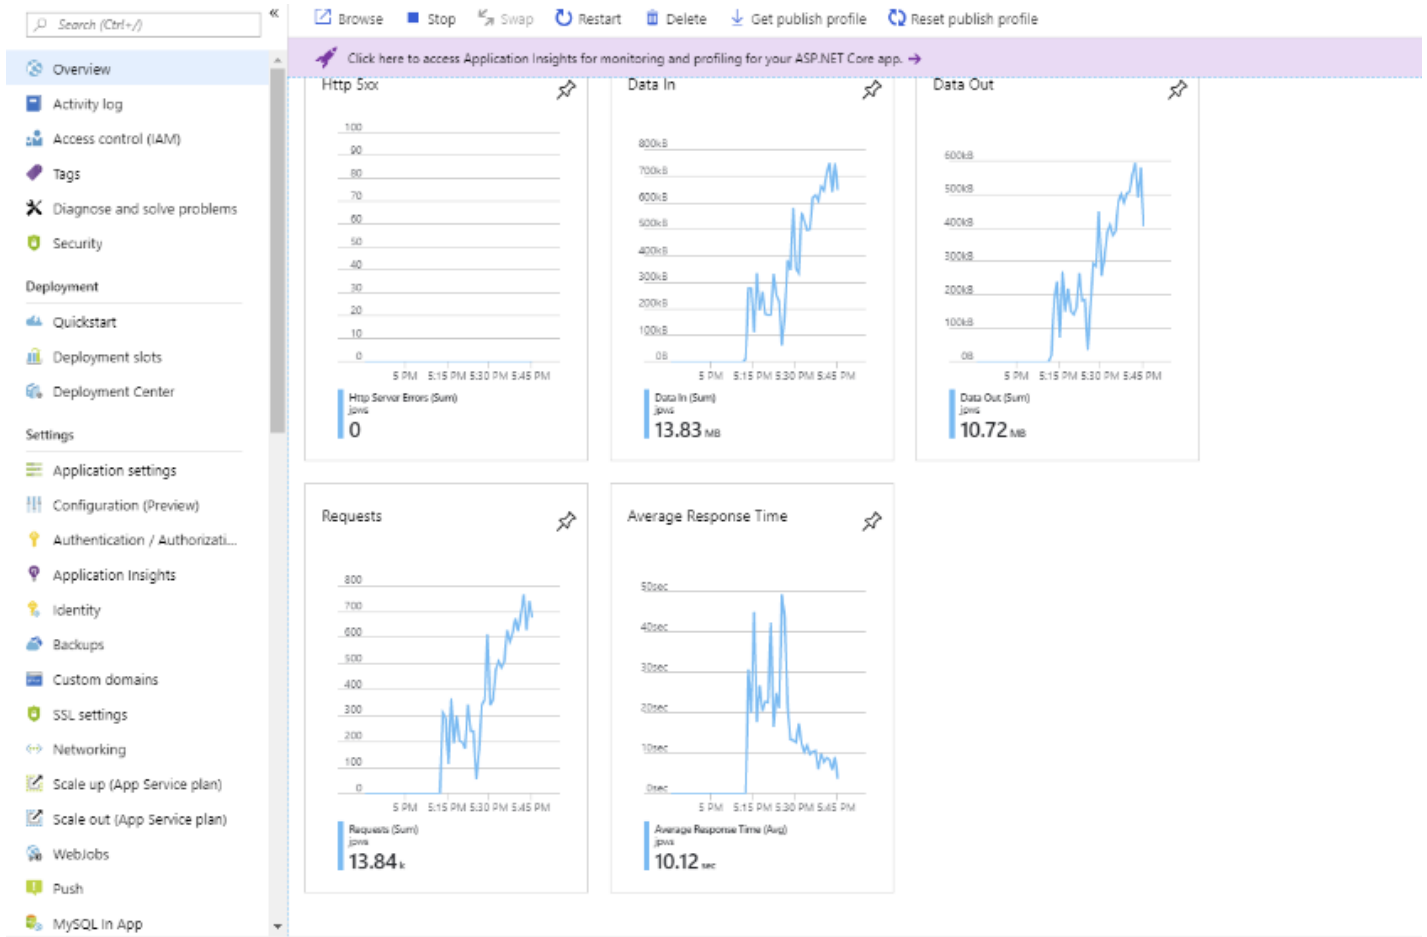 Search (Ctrl+/)
«
Browse
Stop
Swap
Restart
Delete
Get publish profile
Reset publish profile
Click here to access Application Insights for monitoring and profiling for your ASP.NET Core app. →
Overview
Activity log
Access control (IAM)
Tags
Diagnose and solve problems
Security
Deployment
Quickstart
Deployment slots
Deployment Center
Settings
Application settings
Configuration (Preview)
Authentication / Authorizati...
Application Insights
Identity
Backups
Custom domains
SSL settings
Networking
Scale up (App Service plan)
Scale out (App Service plan)
WebJobs
Push
MySQL In App
Http 5xx
100
90
80
70
60
50
40
30
20
10
0
5 PM 5:15 PM 5:30 PM 5:45 PM
Http Server Errors (Sum)
jpws
0
Data In
800kB
700kB
600kB
500kB
400kB
300kB
200kB
100kB
0B
5 PM 5:15 PM 5:30 PM 5:45 PM
Data In (Sum)
jpws
13.83 MB
Data Out
600kB
500kB
400kB
300kB
200kB
100kB
0B
5 PM 5:15 PM 5:30 PM 5:45 PM
Data Out (Sum)
jpws
10.72 MB
Requests
800
700
600
500
400
300
200
100
0
5 PM 5:15 PM 5:30 PM 5:45 PM
Requests (Sum)
jpws
13.84 k
Average Response Time
50sec
40sec
30sec
20sec
10sec
0sec
5 PM 5:15 PM 5:30 PM 5:45 PM
Average Response Time (Avg)
jpws
10.12 sec